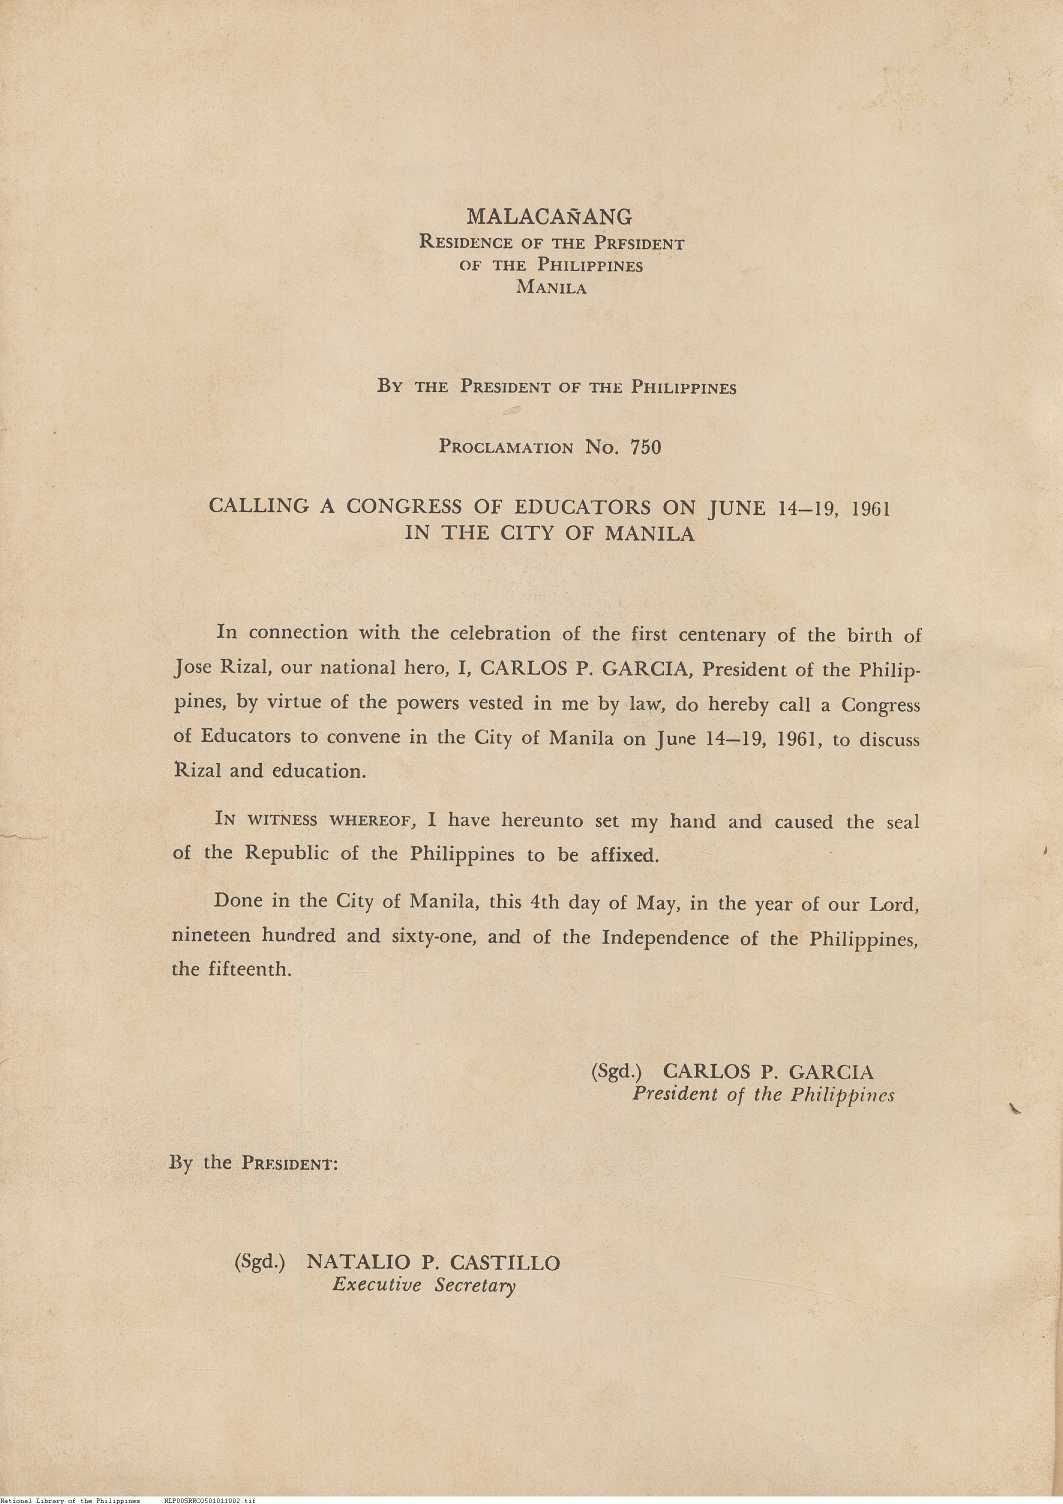 MALACAÑANG
RESIDENCE OF THE PRESIDENT
OF THE PHILIPPINES
MANILA
BY THE PRESIDENT OF THE PHILIPPINES
PROCLAMATION NO. 750
CALLING A CONGRESS OF EDUCATORS ON JUNE 14–19, 1961
IN THE CITY OF MANILA
In connection with the celebration of the first centenary of the birth of
Jose Rizal, our national hero, I, CARLOS P. GARCIA, President of the Philip-
pines, by virtue of the powers vested in me by law, do hereby call a Congress
of Educators to convene in the City of Manila on June 14–19, 1961, to discuss
Rizal and education.
IN WITNESS WHEREOF, I have hereunto set my hand and caused the seal
of the Republic of the Philippines to be affixed.
Done in the City of Manila, this 4th day of May, in the year of our Lord,
nineteen hundred and sixty-one, and of the Independence of the Philippines,
the fifteenth.
(Sgd.) CARLOS P. GARCIA
President of the Philippines
By the PRESIDENT:
(Sgd.) NATALIO P. CASTILLO
Executive Secretary
National Library of the Philippines NLP00SRRC0501011002.tif